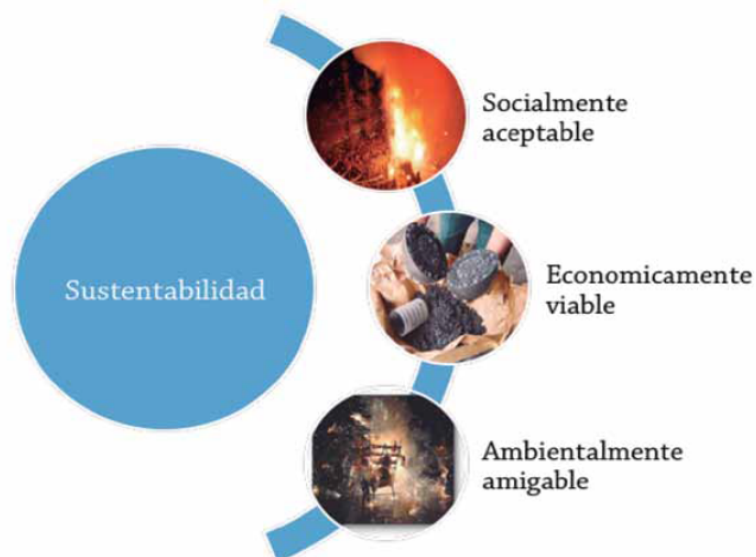 Socialmente
aceptable
Sustentabilidad
Economicamente
viable
Ambientalmente
amigable